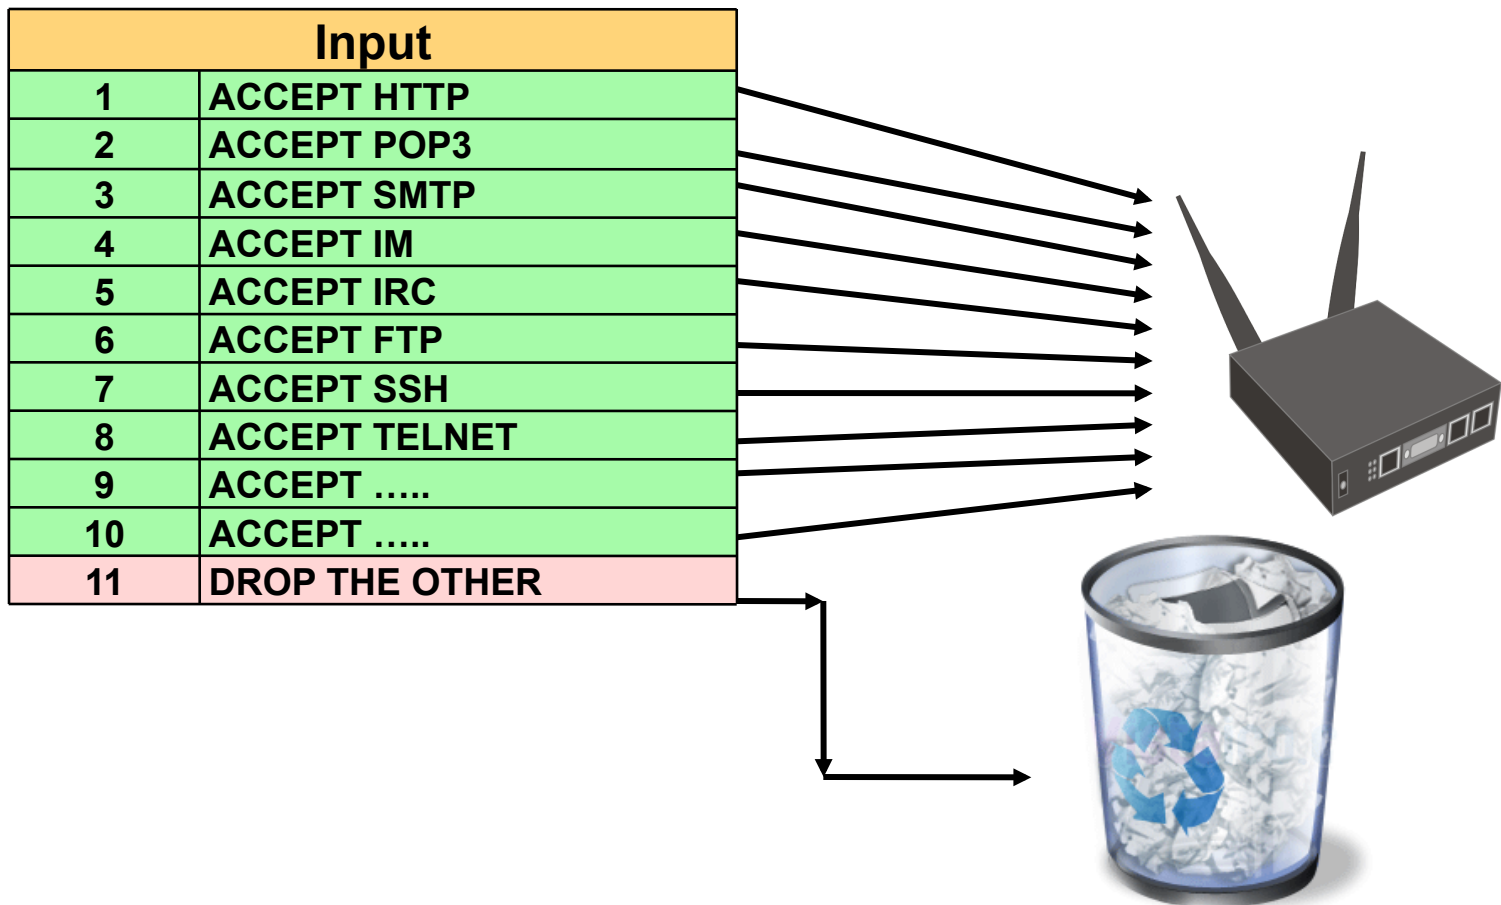 Input
1 ACCEPT HTTP
2 ACCEPT POP3
3 ACCEPT SMTP
4 ACCEPT IM
5 ACCEPT IRC
6 ACCEPT FTP
7 ACCEPT SSH
8 ACCEPT TELNET
9 ACCEPT …..
10 ACCEPT …..
11 DROP THE OTHER